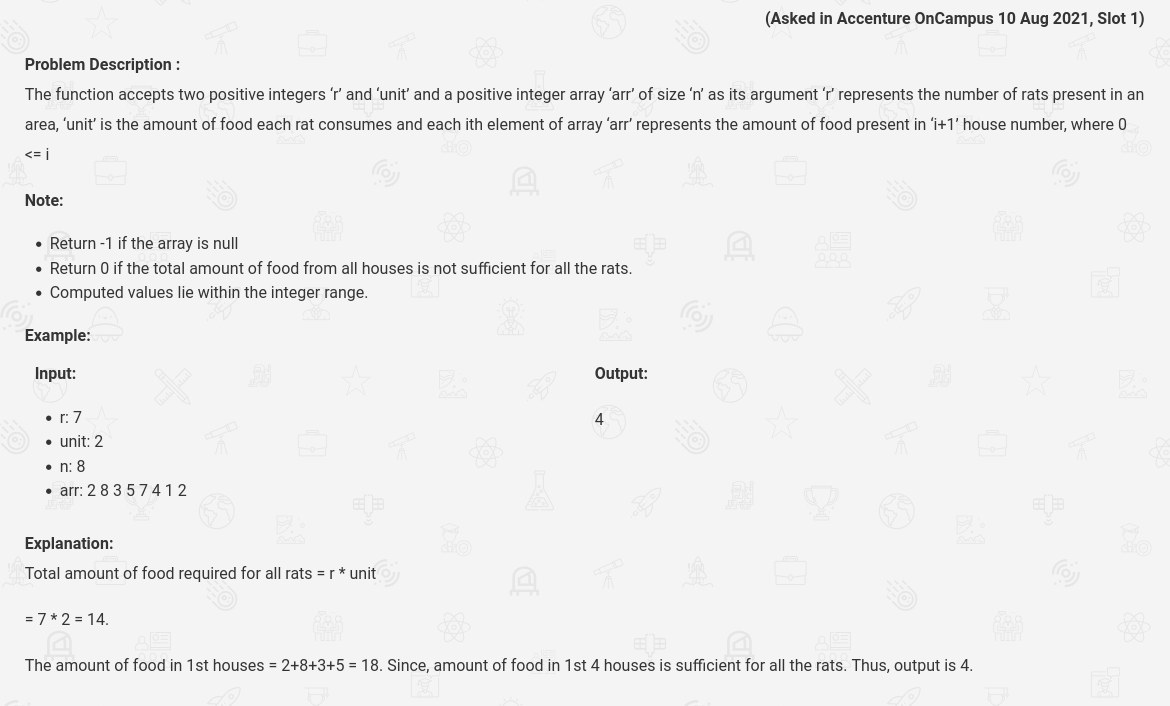 (Asked in Accenture OnCampus 10 Aug 2021, Slot 1)
Problem Description :
The function accepts two positive integers ‘r’ and ‘unit’ and a positive integer array ‘arr’ of size ‘n’ as its argument ‘r’ represents the number of rats present in an
area, ‘unit’ is the amount of food each rat consumes and each ith element of array ‘arr’ represents the amount of food present in ‘i+1’ house number, where 0
<= i
Note:
• Return -1 if the array is null
• Return 0 if the total amount of food from all houses is not sufficient for all the rats.
• Computed values lie within the integer range.
Example:
Input:
• r: 7
• unit: 2
• n: 8
• arr: 2 8 3 5 7 4 1 2
Output:
4
Explanation:
Total amount of food required for all rats = r * unit
= 7 * 2 = 14.
The amount of food in 1st houses = 2+8+3+5 = 18. Since, amount of food in 1st 4 houses is sufficient for all the rats. Thus, output is 4.